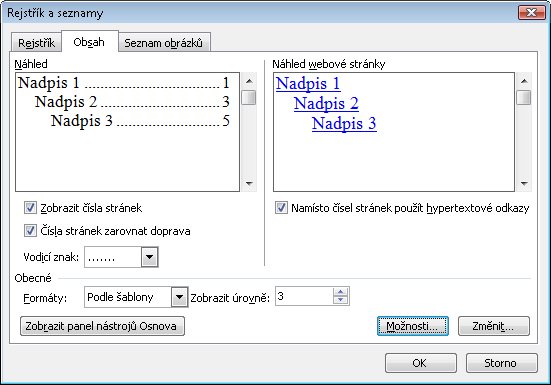 Rejstřík a seznamy
Rejstřík Obsah Seznam obrázků
Náhled Náhled webové stránky
Nadpis 1 ........................................ 1
Nadpis 2 .................................. 3
Nadpis 3 ............................. 5
Nadpis 1
Nadpis 2
Nadpis 3
Zobrazit čísla stránek
Namísto čísel stránek použít hypertextové odkazy
Čísla stránek zarovnat doprava
Vodicí znak: .......
Obecné
Formáty: Podle šablony Zobrazit úrovně: 3
Zobrazit panel nástrojů Osnova Možnosti... Změnit...
OK Storno